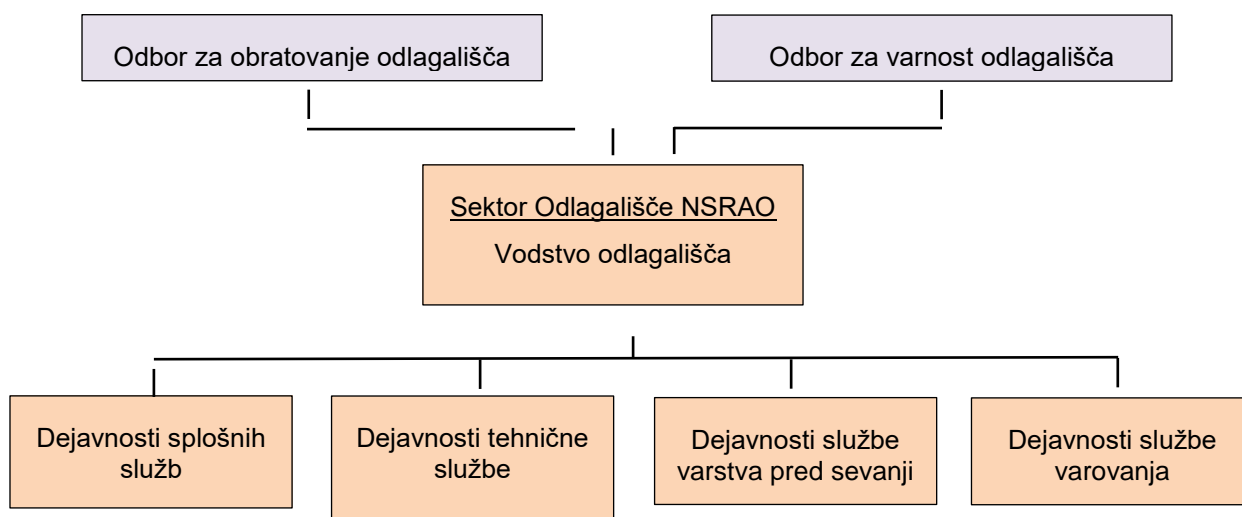 Odbor za obratovanje odlagališča
Odbor za varnost odlagališča
Sektor Odlagališče NSRAO
Vodstvo odlagališča
Dejavnosti splošnih
služb
Dejavnosti tehnične
službe
Dejavnosti službe
varstva pred sevanji
Dejavnosti službe
varovanja